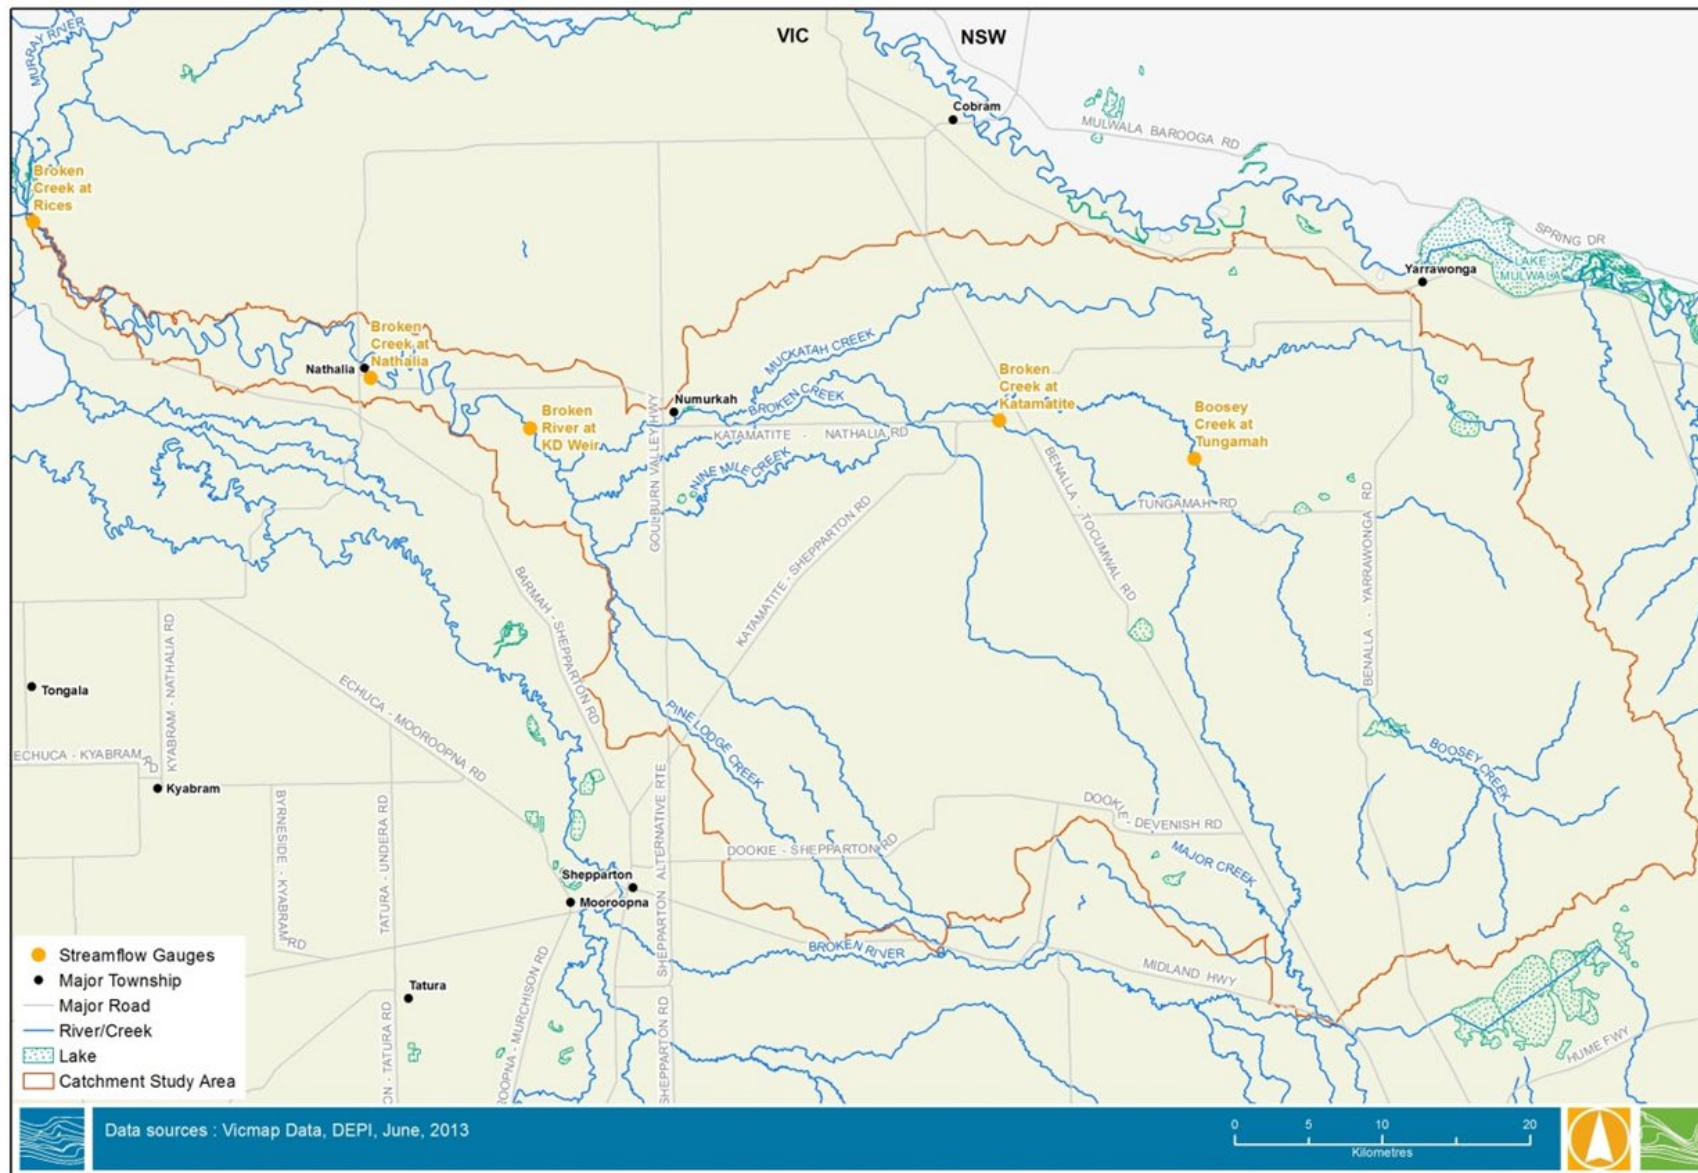 VIC
NSW
MURRAY RIVER
Cobram
MULWALA BAROOGA RD
Broken
Creek at
Rices
SPRING DR
LAKE
MULWALA
Yarrawonga
Broken
Creek at
Nathalia
Nathalia
MUCKATAH CREEK
Broken
Creek at
Katamatite
Numurkah
BROKEN CREEK
Broken
River at
KD Weir
Boosey
Creek at
Tungamah
KATAMATITE - NATHALIA RD
NINE MILE CREEK
GOULBURN VALLEY HWY
BENALLA - TOCUMWAL RD
TUNGAMAH RD
BENALLA - YARRAWONGA RD
KATAMATITE - SHEPPARTON RD
BARMAH - SHEPPARTON RD
KYABRAM - NATHALIA RD
Tongala
ECHUCA - MOOROOPNA RD
PINE LODGE CREEK
ECHUCA - KYABRAM RD
BOOSEY CREEK
Kyabram
BYRNESIDE - KYABRAM RD
TATURA - UNDERA RD
SHEPPARTON ALTERNATIVE RTE
DOOKIE - DEVENISH RD
DOOKIE - SHEPPARTON RD
MAJOR CREEK
Shepparton
Mooroopna
BROKEN RIVER
MIDLAND HWY
Tatura
ON - TATURA RD
ROOPNA - MURCHISON RD
SHEPPARTON RD
HUME FWY
Streamflow Gauges
Major Township
Major Road
River/Creek
Lake
Catchment Study Area
Data sources : Vicmap Data, DEPI, June, 2013
0 5 10 20
Kilometres